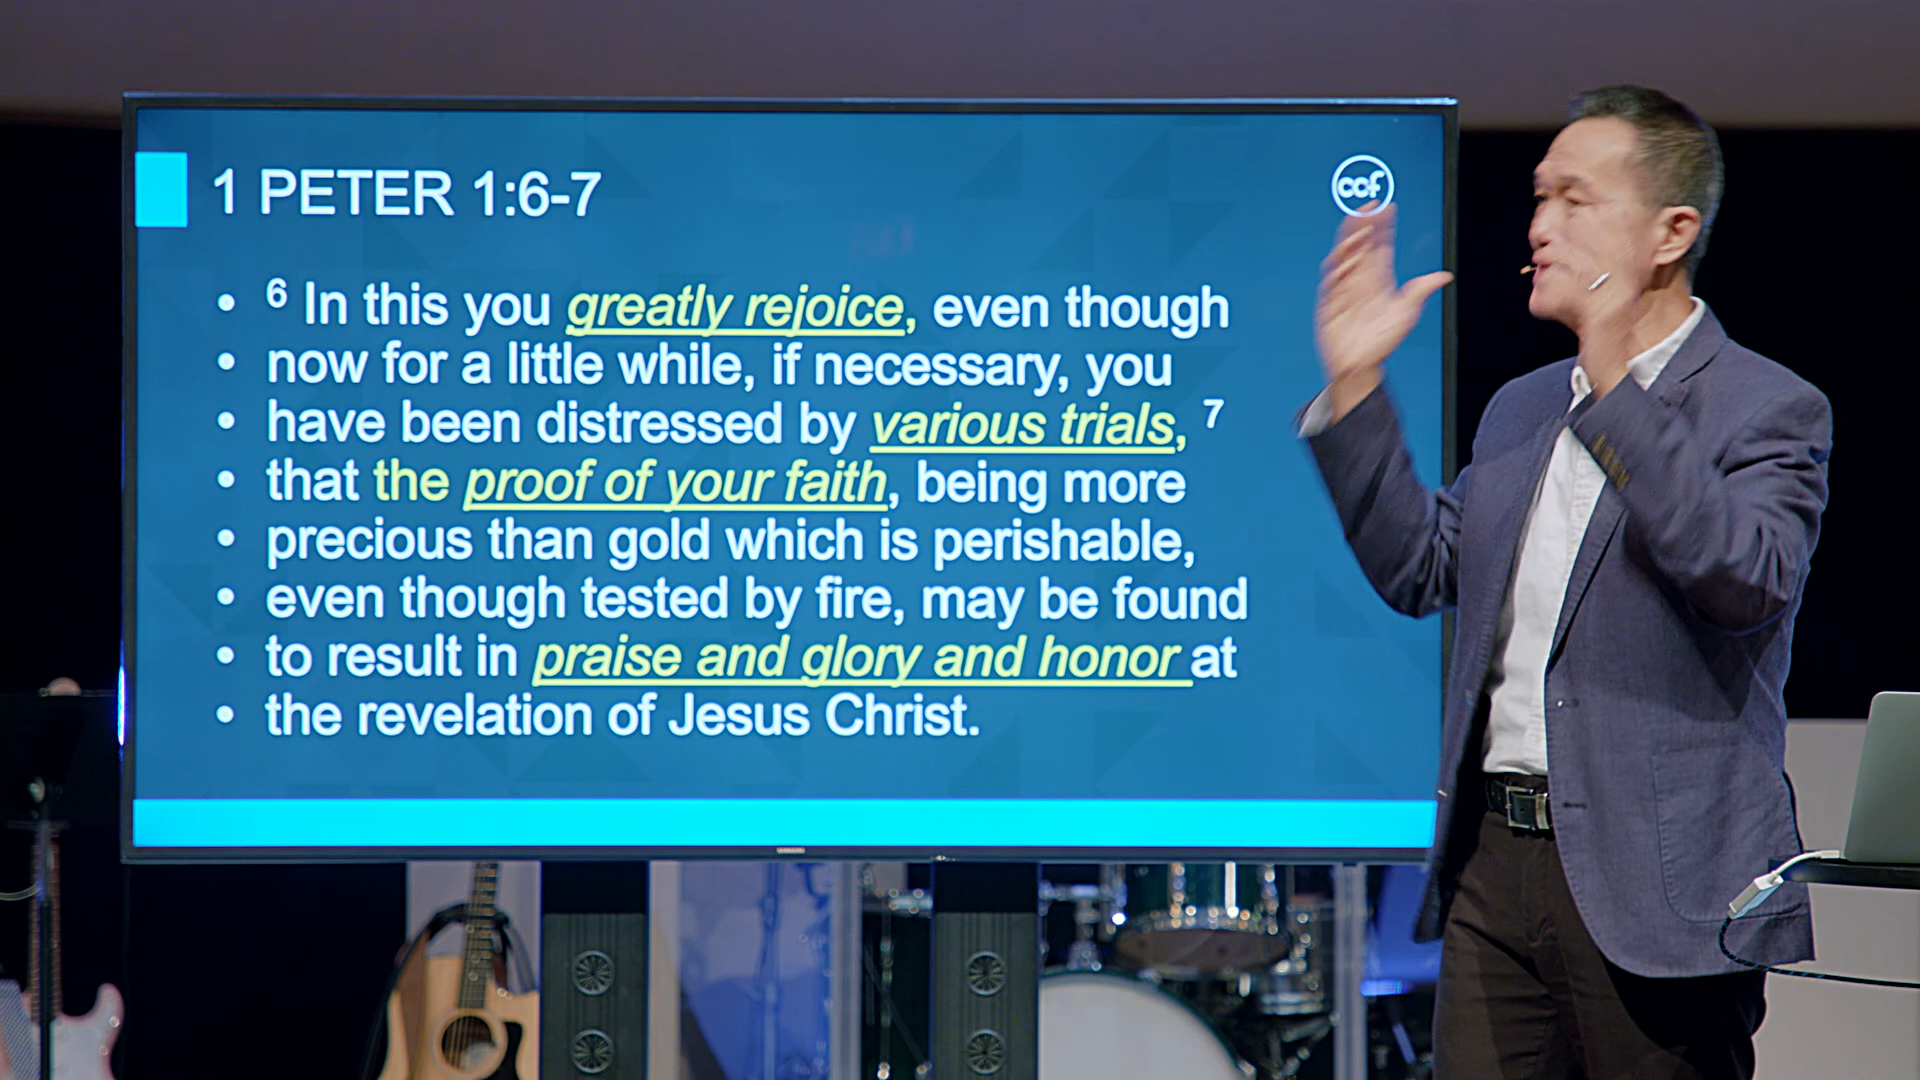 1 PETER 1:6-7
ccf
• ⁶ In this you greatly rejoice, even though
• now for a little while, if necessary, you
• have been distressed by various trials, ⁷
• that the proof of your faith, being more
• precious than gold which is perishable,
• even though tested by fire, may be found
• to result in praise and glory and honor at
• the revelation of Jesus Christ.
SAMSUNG